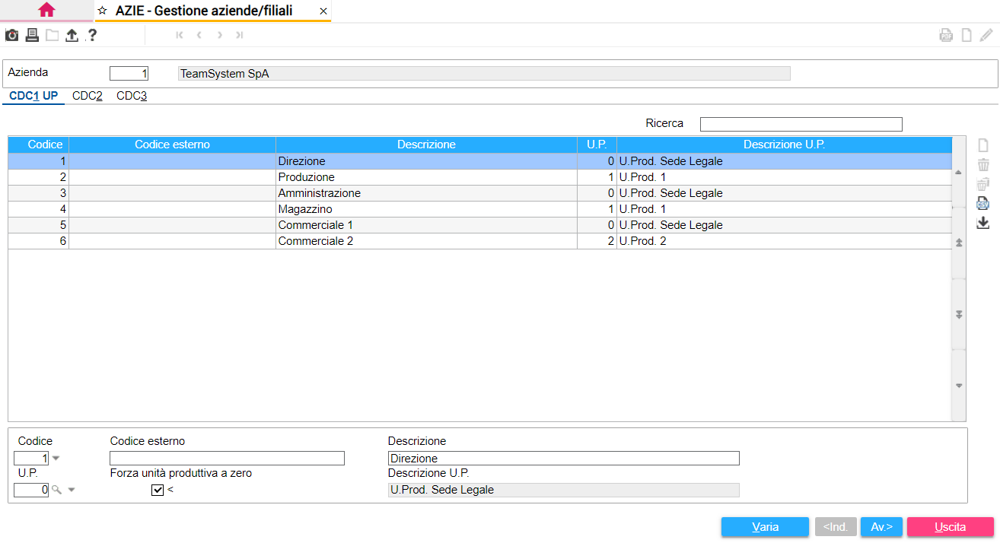 AZIE - Gestione aziende/filiali
?
PDF
Azienda 1 TeamSystem SpA
CDC1 UP CDC2 CDC3
Ricerca
Codice Codice esterno Descrizione U.P. Descrizione U.P.
1 Direzione 0 U.Prod. Sede Legale
2 Produzione 1 U.Prod. 1
3 Amministrazione 0 U.Prod. Sede Legale
4 Magazzino 1 U.Prod. 1
5 Commerciale 1 0 U.Prod. Sede Legale
6 Commerciale 2 2 U.Prod. 2
CSV
Codice Codice esterno Descrizione
1 Direzione
U.P. Forza unità produttiva a zero Descrizione U.P.
0 < U.Prod. Sede Legale
Varia <Ind. Av.> Uscita